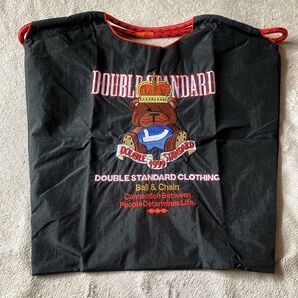 DOUBLE STANDARD
DOUBLE 1999 STANDARD
DOUBLE STANDARD CLOTHING
Ball & Chain
Connection Between
People Determines Life.